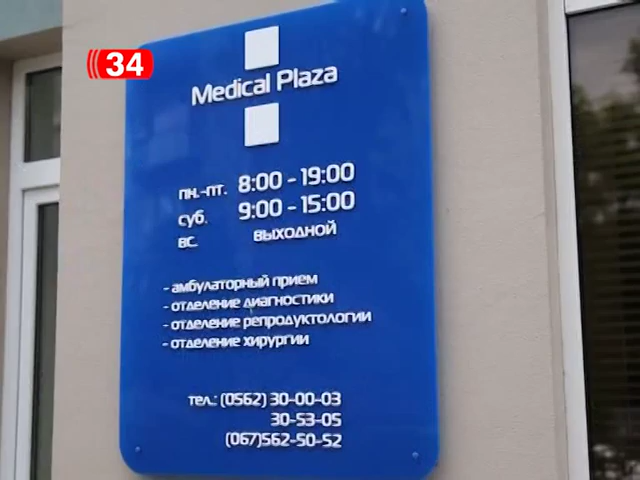 34
Medical Plaza
пн.-пт. 8:00 - 19:00
суб. 9:00 - 15:00
вс. выходной
- амбулаторный прием
- отделение диагностики
- отделение репродуктологии
- отделение хирургии
тел.: (0562) 30-00-03
30-53-05
(067)562-50-52